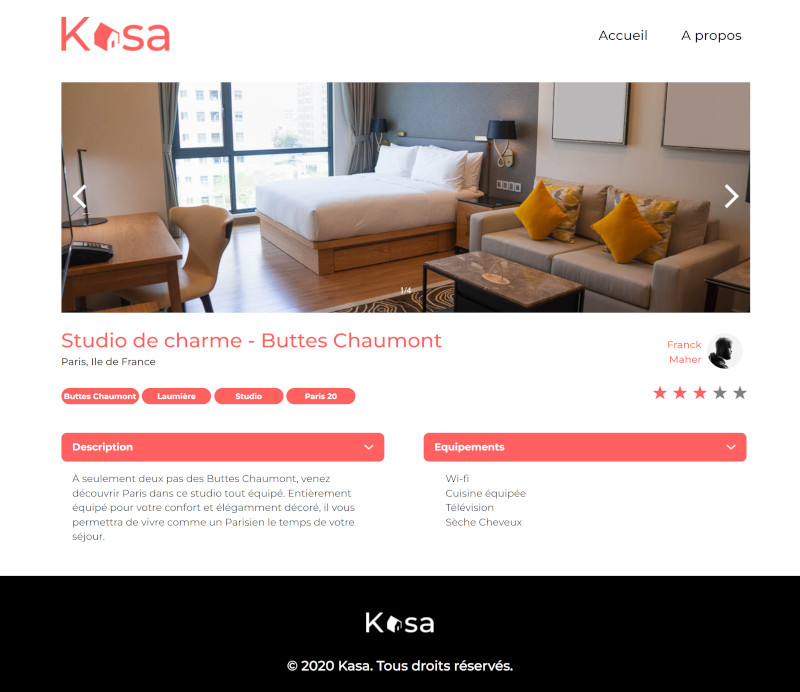 Kasa
Accueil
A propos
1/4
Studio de charme - Buttes Chaumont
Paris, Ile de France
Franck
Maher
Buttes Chaumont
Laumière
Studio
Paris 20
Description
À seulement deux pas des Buttes Chaumont, venez
découvrir Paris dans ce studio tout équipé. Entièrement
équipé pour votre confort et élégamment décoré, il vous
permettra de vivre comme un Parisien le temps de votre
séjour.
Equipements
Wi-fi
Cuisine équipée
Télévision
Sèche Cheveux
Kasa
© 2020 Kasa. Tous droits réservés.